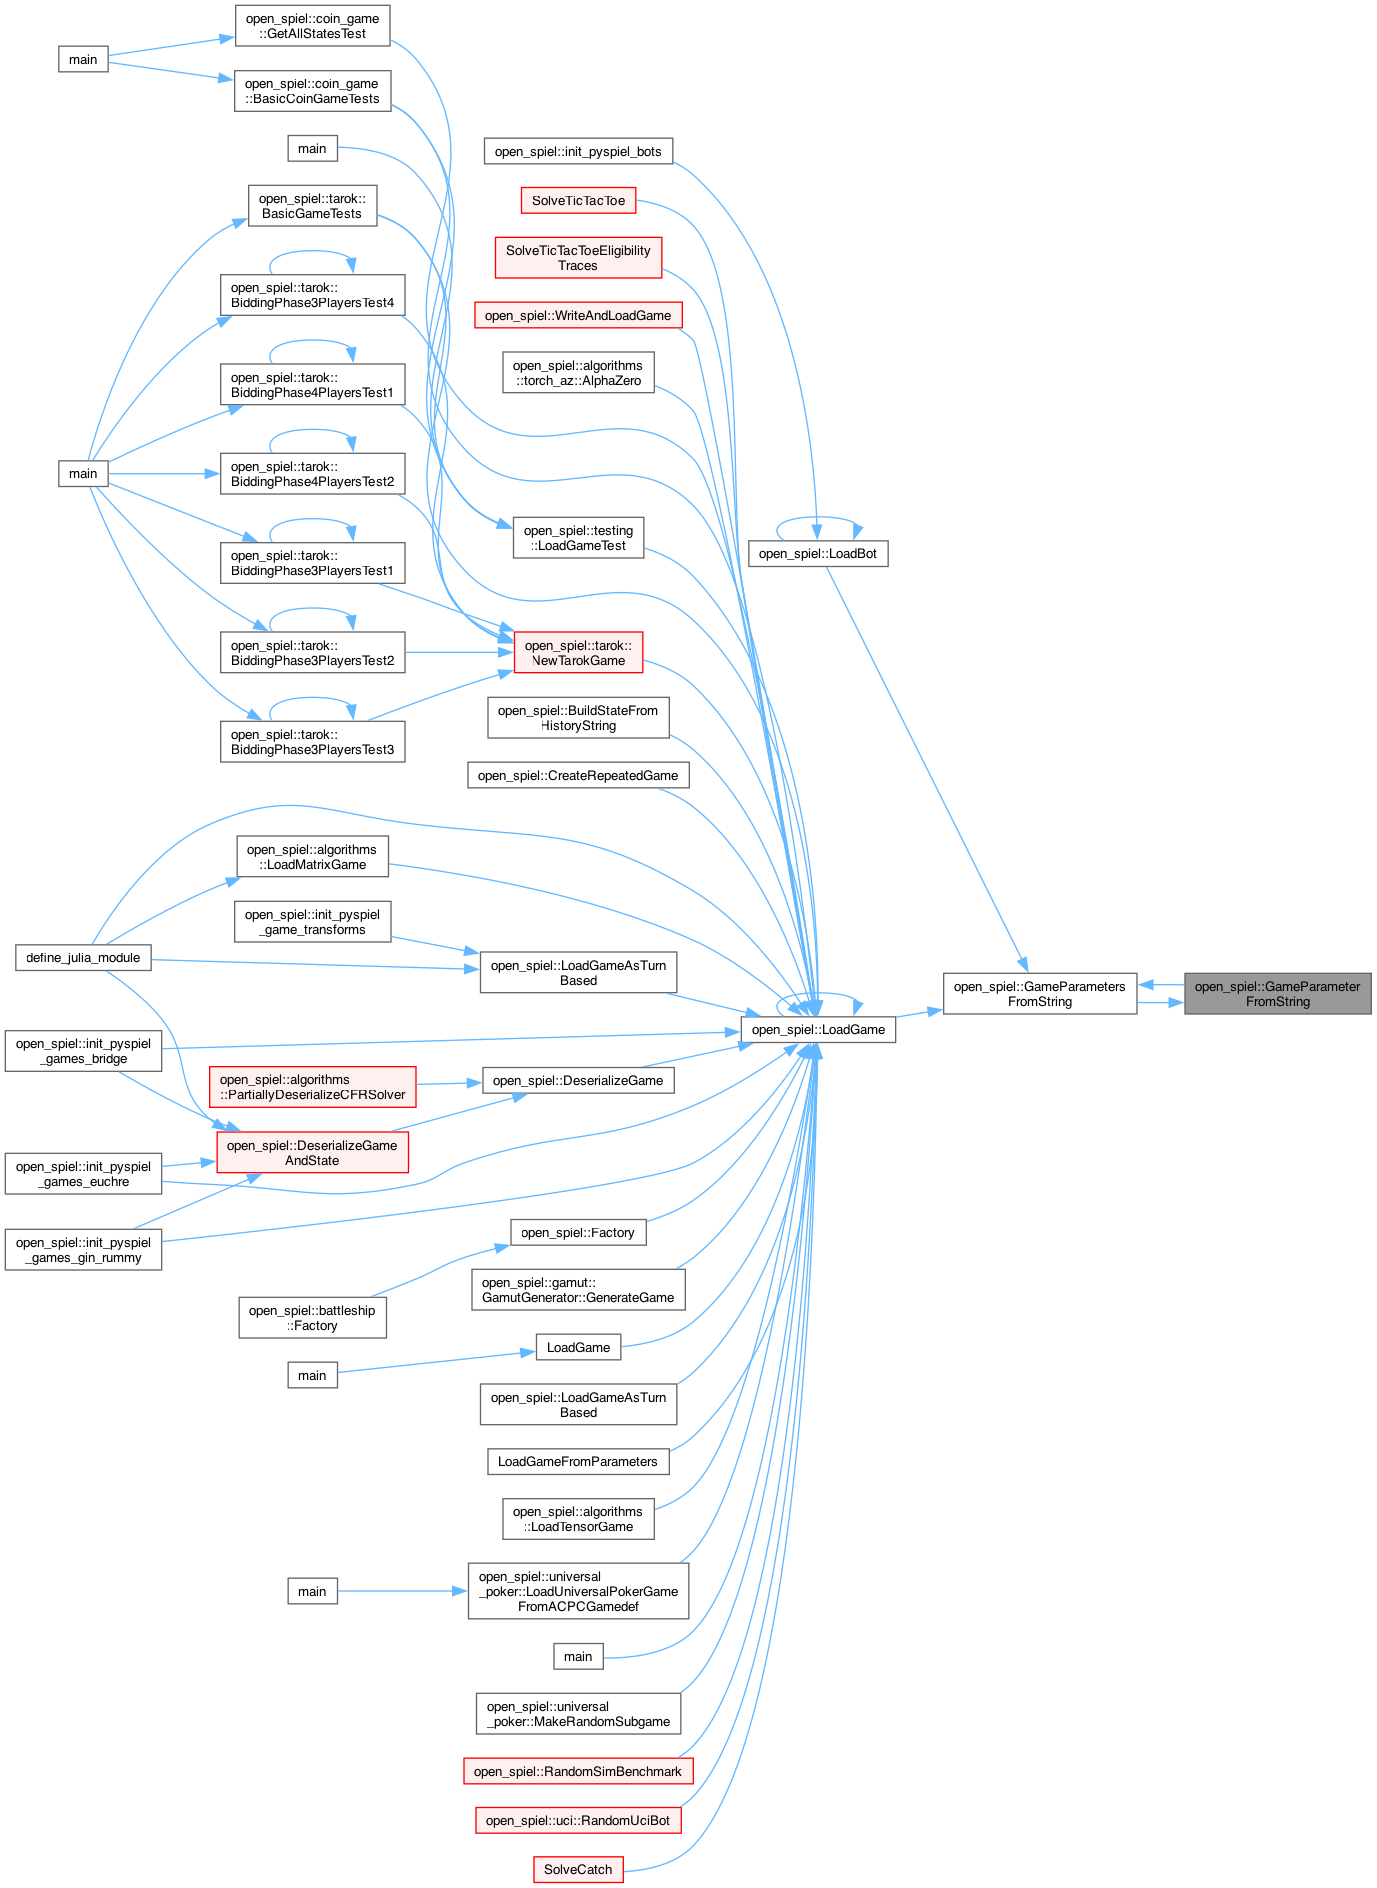 open_spiel::coin_game
::GetAllStatesTest
main
open_spiel::coin_game
::BasicCoinGameTests
main
open_spiel::init_pyspiel_bots
open_spiel::tarok::
BasicGameTests
SolveTicTacToe
SolveTicTacToeEligibility
Traces
open_spiel::tarok::
BiddingPhase3PlayersTest4
open_spiel::WriteAndLoadGame
open_spiel::algorithms
::torch_az::AlphaZero
open_spiel::tarok::
BiddingPhase4PlayersTest1
main
open_spiel::tarok::
BiddingPhase4PlayersTest2
open_spiel::testing
::LoadGameTest
open_spiel::LoadBot
open_spiel::tarok::
BiddingPhase3PlayersTest1
open_spiel::tarok::
BiddingPhase3PlayersTest2
open_spiel::tarok::
NewTarokGame
open_spiel::BuildStateFrom
HistoryString
open_spiel::tarok::
BiddingPhase3PlayersTest3
open_spiel::CreateRepeatedGame
open_spiel::algorithms
::LoadMatrixGame
open_spiel::init_pyspiel
_game_transforms
define_julia_module
open_spiel::LoadGameAsTurn
Based
open_spiel::GameParameters
FromString
open_spiel::GameParameter
FromString
open_spiel::LoadGame
open_spiel::init_pyspiel
_games_bridge
open_spiel::algorithms
::PartiallyDeserializeCFRSolver
open_spiel::DeserializeGame
open_spiel::DeserializeGame
AndState
open_spiel::init_pyspiel
_games_euchre
open_spiel::init_pyspiel
_games_gin_rummy
open_spiel::Factory
open_spiel::gamut::
GamutGenerator::GenerateGame
open_spiel::battleship
::Factory
LoadGame
main
open_spiel::LoadGameAsTurn
Based
LoadGameFromParameters
open_spiel::algorithms
::LoadTensorGame
main
open_spiel::universal
_poker::LoadUniversalPokerGame
FromACPCGamedef
main
open_spiel::universal
_poker::MakeRandomSubgame
open_spiel::RandomSimBenchmark
open_spiel::uci::RandomUciBot
SolveCatch